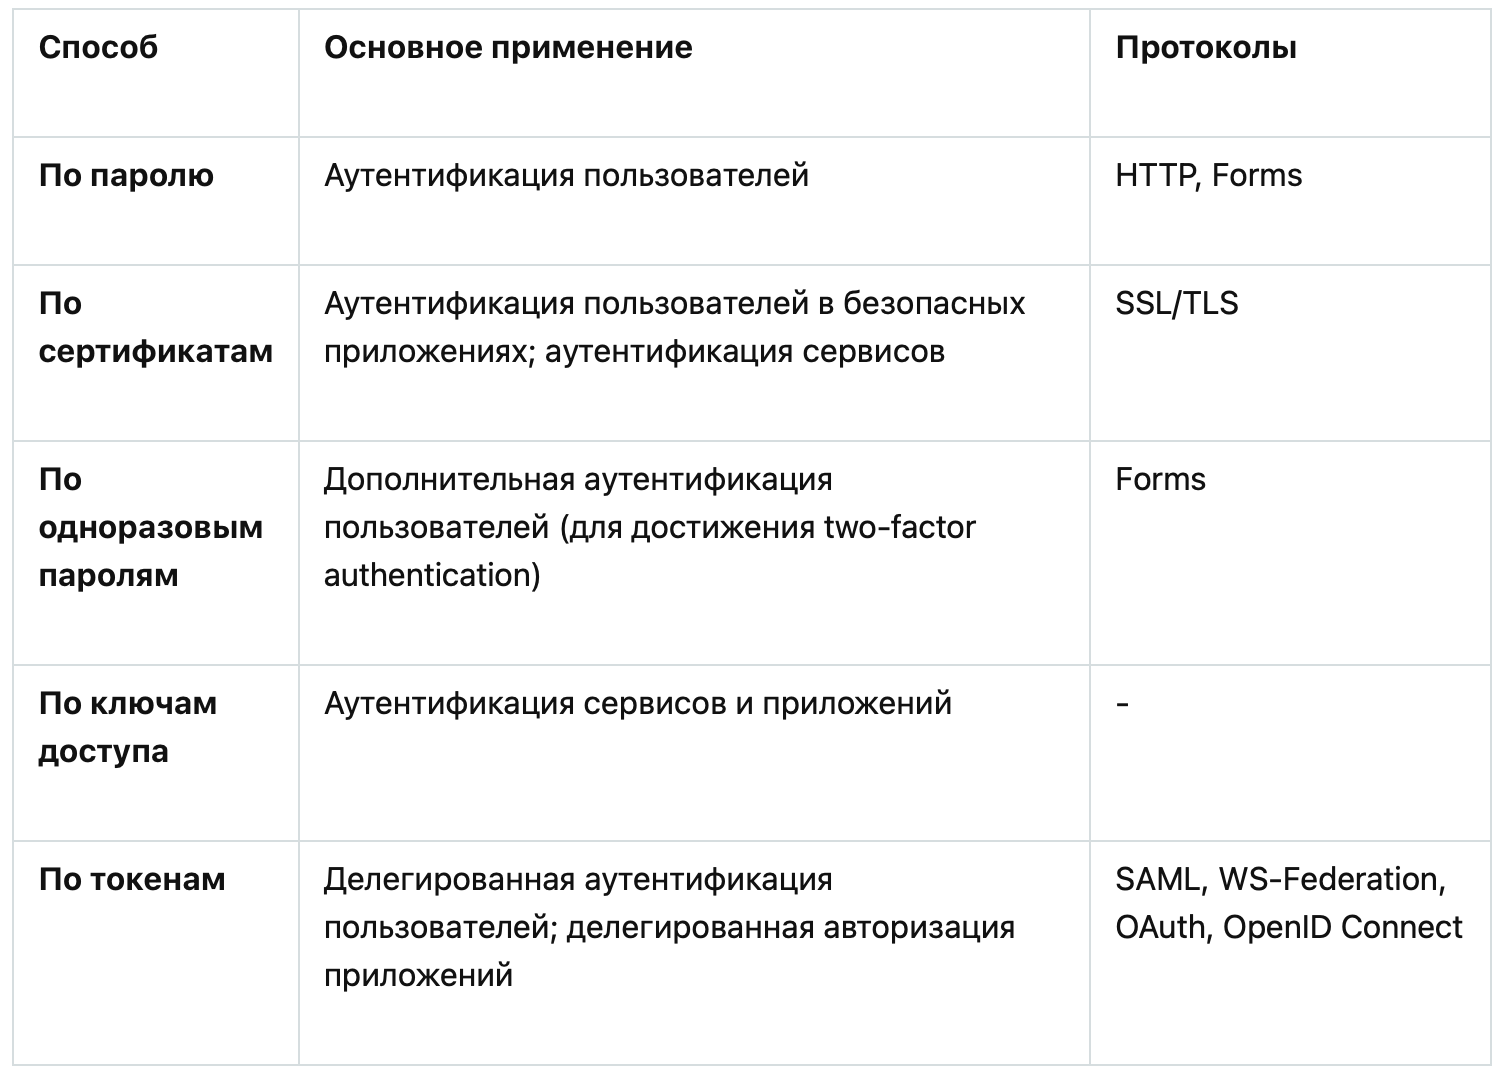 Способ
Основное применение
Протоколы
По паролю
Аутентификация пользователей
HTTP, Forms
По
сертификатам
Аутентификация пользователей в безопасных
приложениях; аутентификация сервисов
SSL/TLS
По
одноразовым
паролям
Дополнительная аутентификация
пользователей (для достижения two-factor
authentication)
Forms
По ключам
доступа
Аутентификация сервисов и приложений
-
По токенам
Делегированная аутентификация
пользователей; делегированная авторизация
приложений
SAML, WS-Federation,
OAuth, OpenID Connect